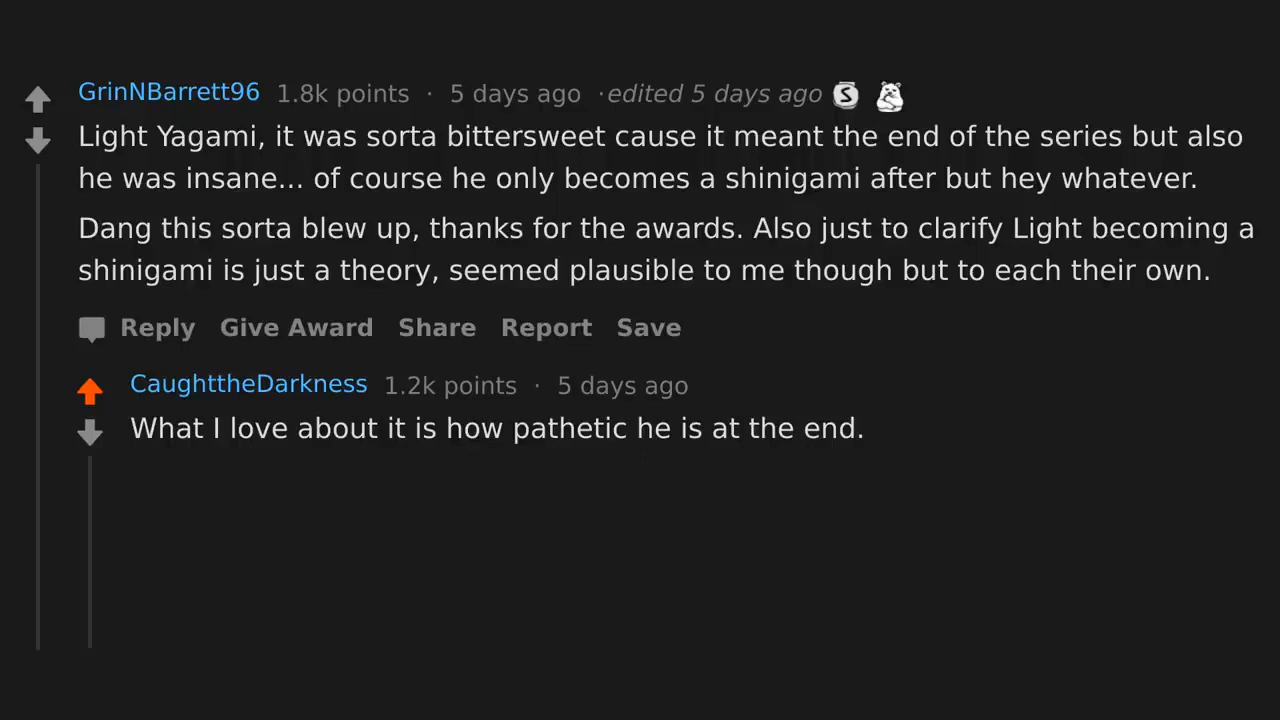 GrinNBarrett96 1.8k points · 5 days ago ·edited 5 days ago S
Light Yagami, it was sorta bittersweet cause it meant the end of the series but also
he was insane... of course he only becomes a shinigami after but hey whatever.
Dang this sorta blew up, thanks for the awards. Also just to clarify Light becoming a
shinigami is just a theory, seemed plausible to me though but to each their own.
Reply Give Award Share Report Save
CaughttheDarkness 1.2k points · 5 days ago
What I love about it is how pathetic he is at the end.